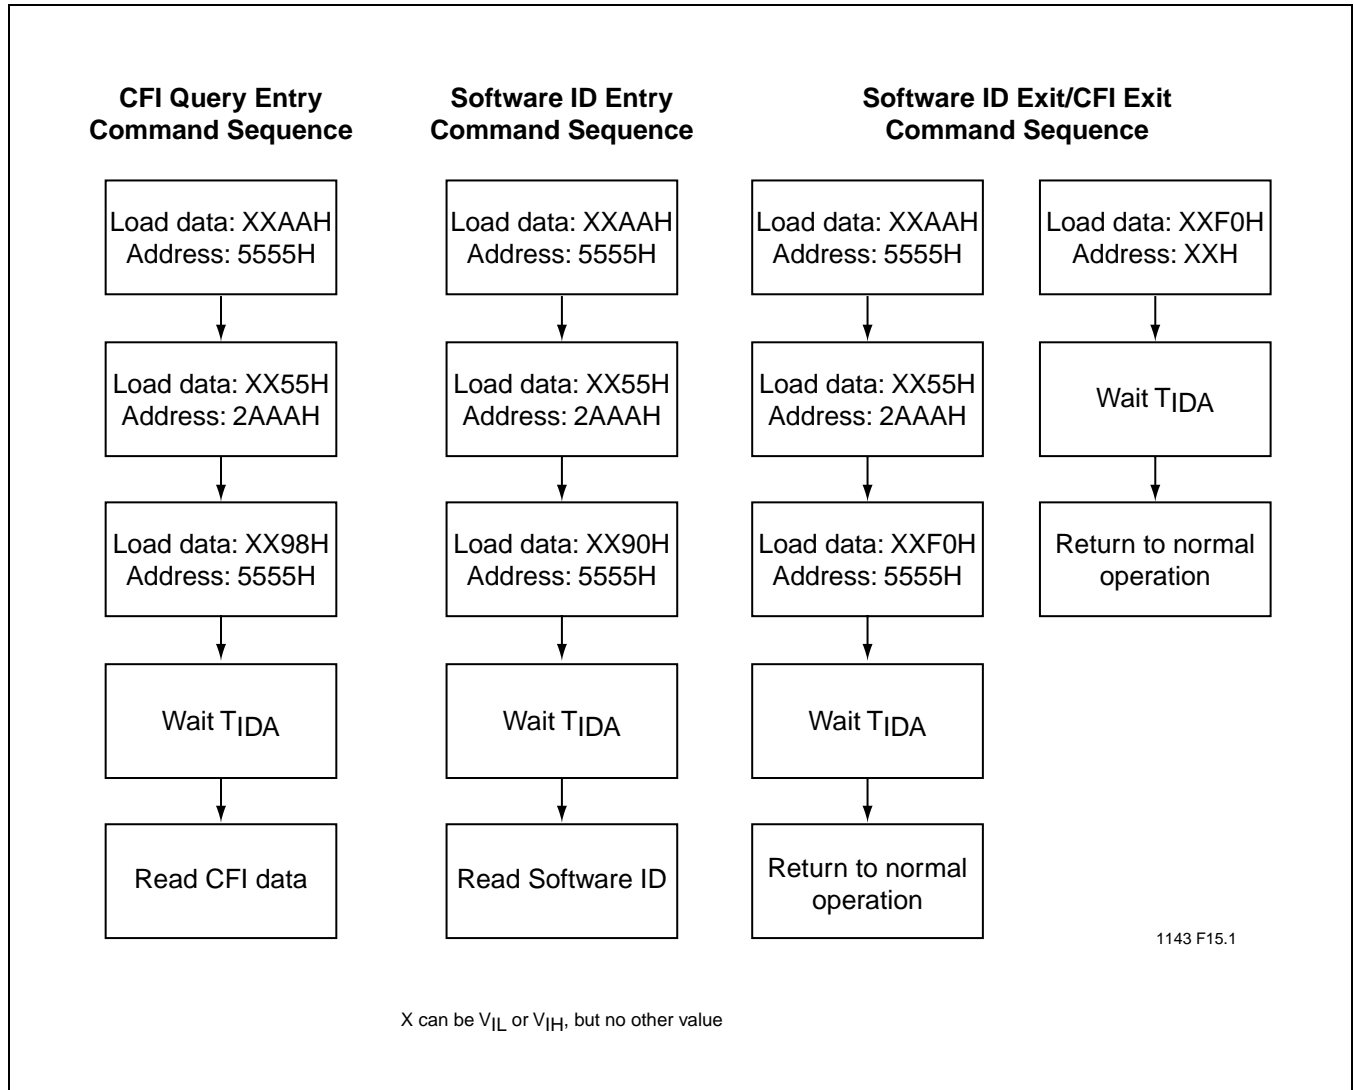 CFI Query Entry
Command Sequence
Load data: XXAAH
Address: 5555H
Load data: XX55H
Address: 2AAAH
Load data: XX98H
Address: 5555H
Wait TIDA
Read CFI data
Software ID Entry
Command Sequence
Load data: XXAAH
Address: 5555H
Load data: XX55H
Address: 2AAAH
Load data: XX90H
Address: 5555H
Wait TIDA
Read Software ID
Software ID Exit/CFI Exit
Command Sequence
Load data: XXAAH
Address: 5555H
Load data: XX55H
Address: 2AAAH
Load data: XXF0H
Address: 5555H
Wait TIDA
Return to normal
operation
Load data: XXF0H
Address: XXH
Wait TIDA
Return to normal
operation
1143 F15.1
X can be VIL or VIH, but no other value